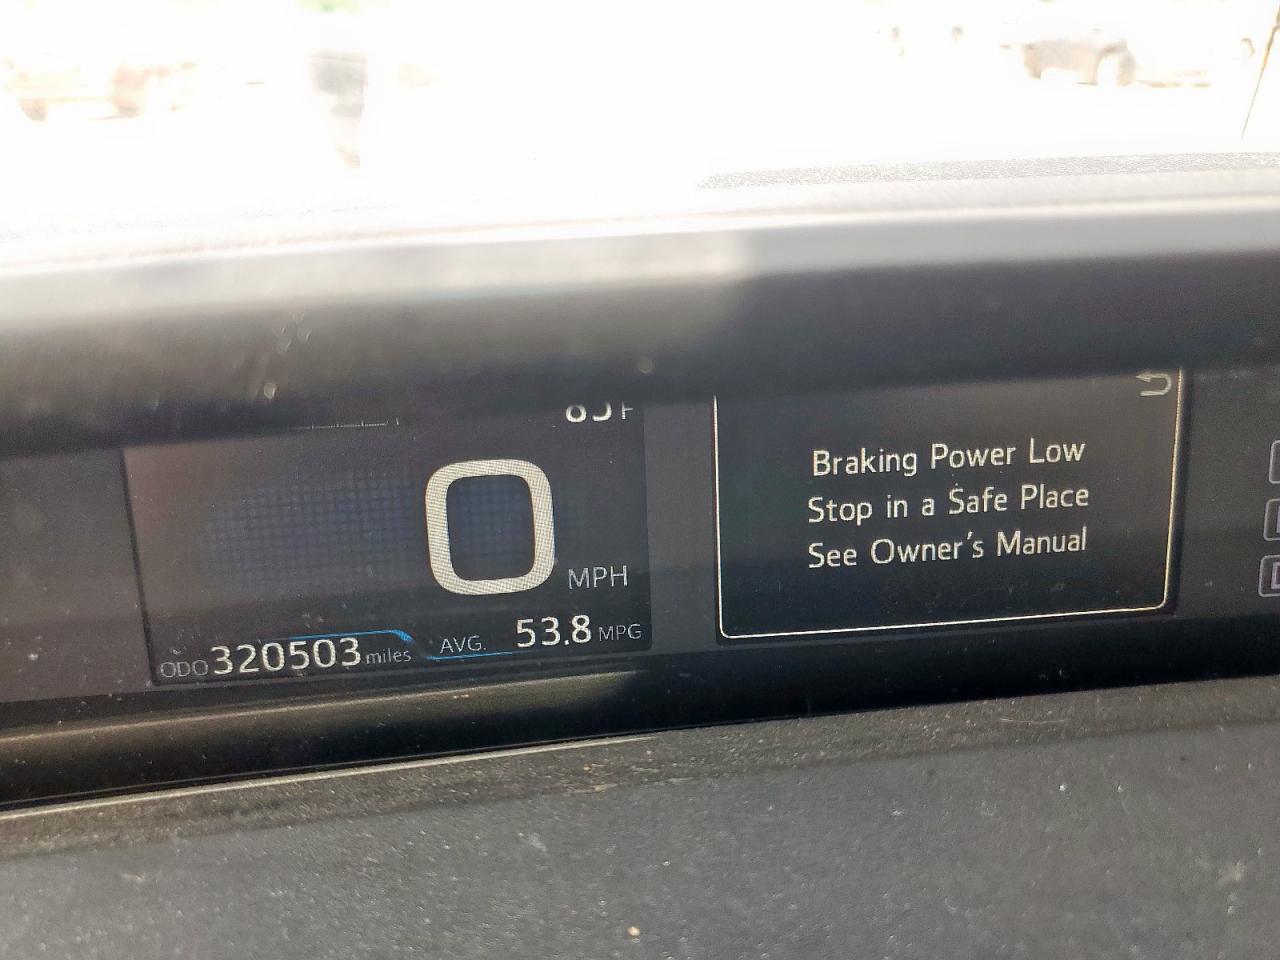 0
MPH
ODO 320503 miles
AVG. 53.8 MPG
Braking Power Low
Stop in a Safe Place
See Owner's Manual